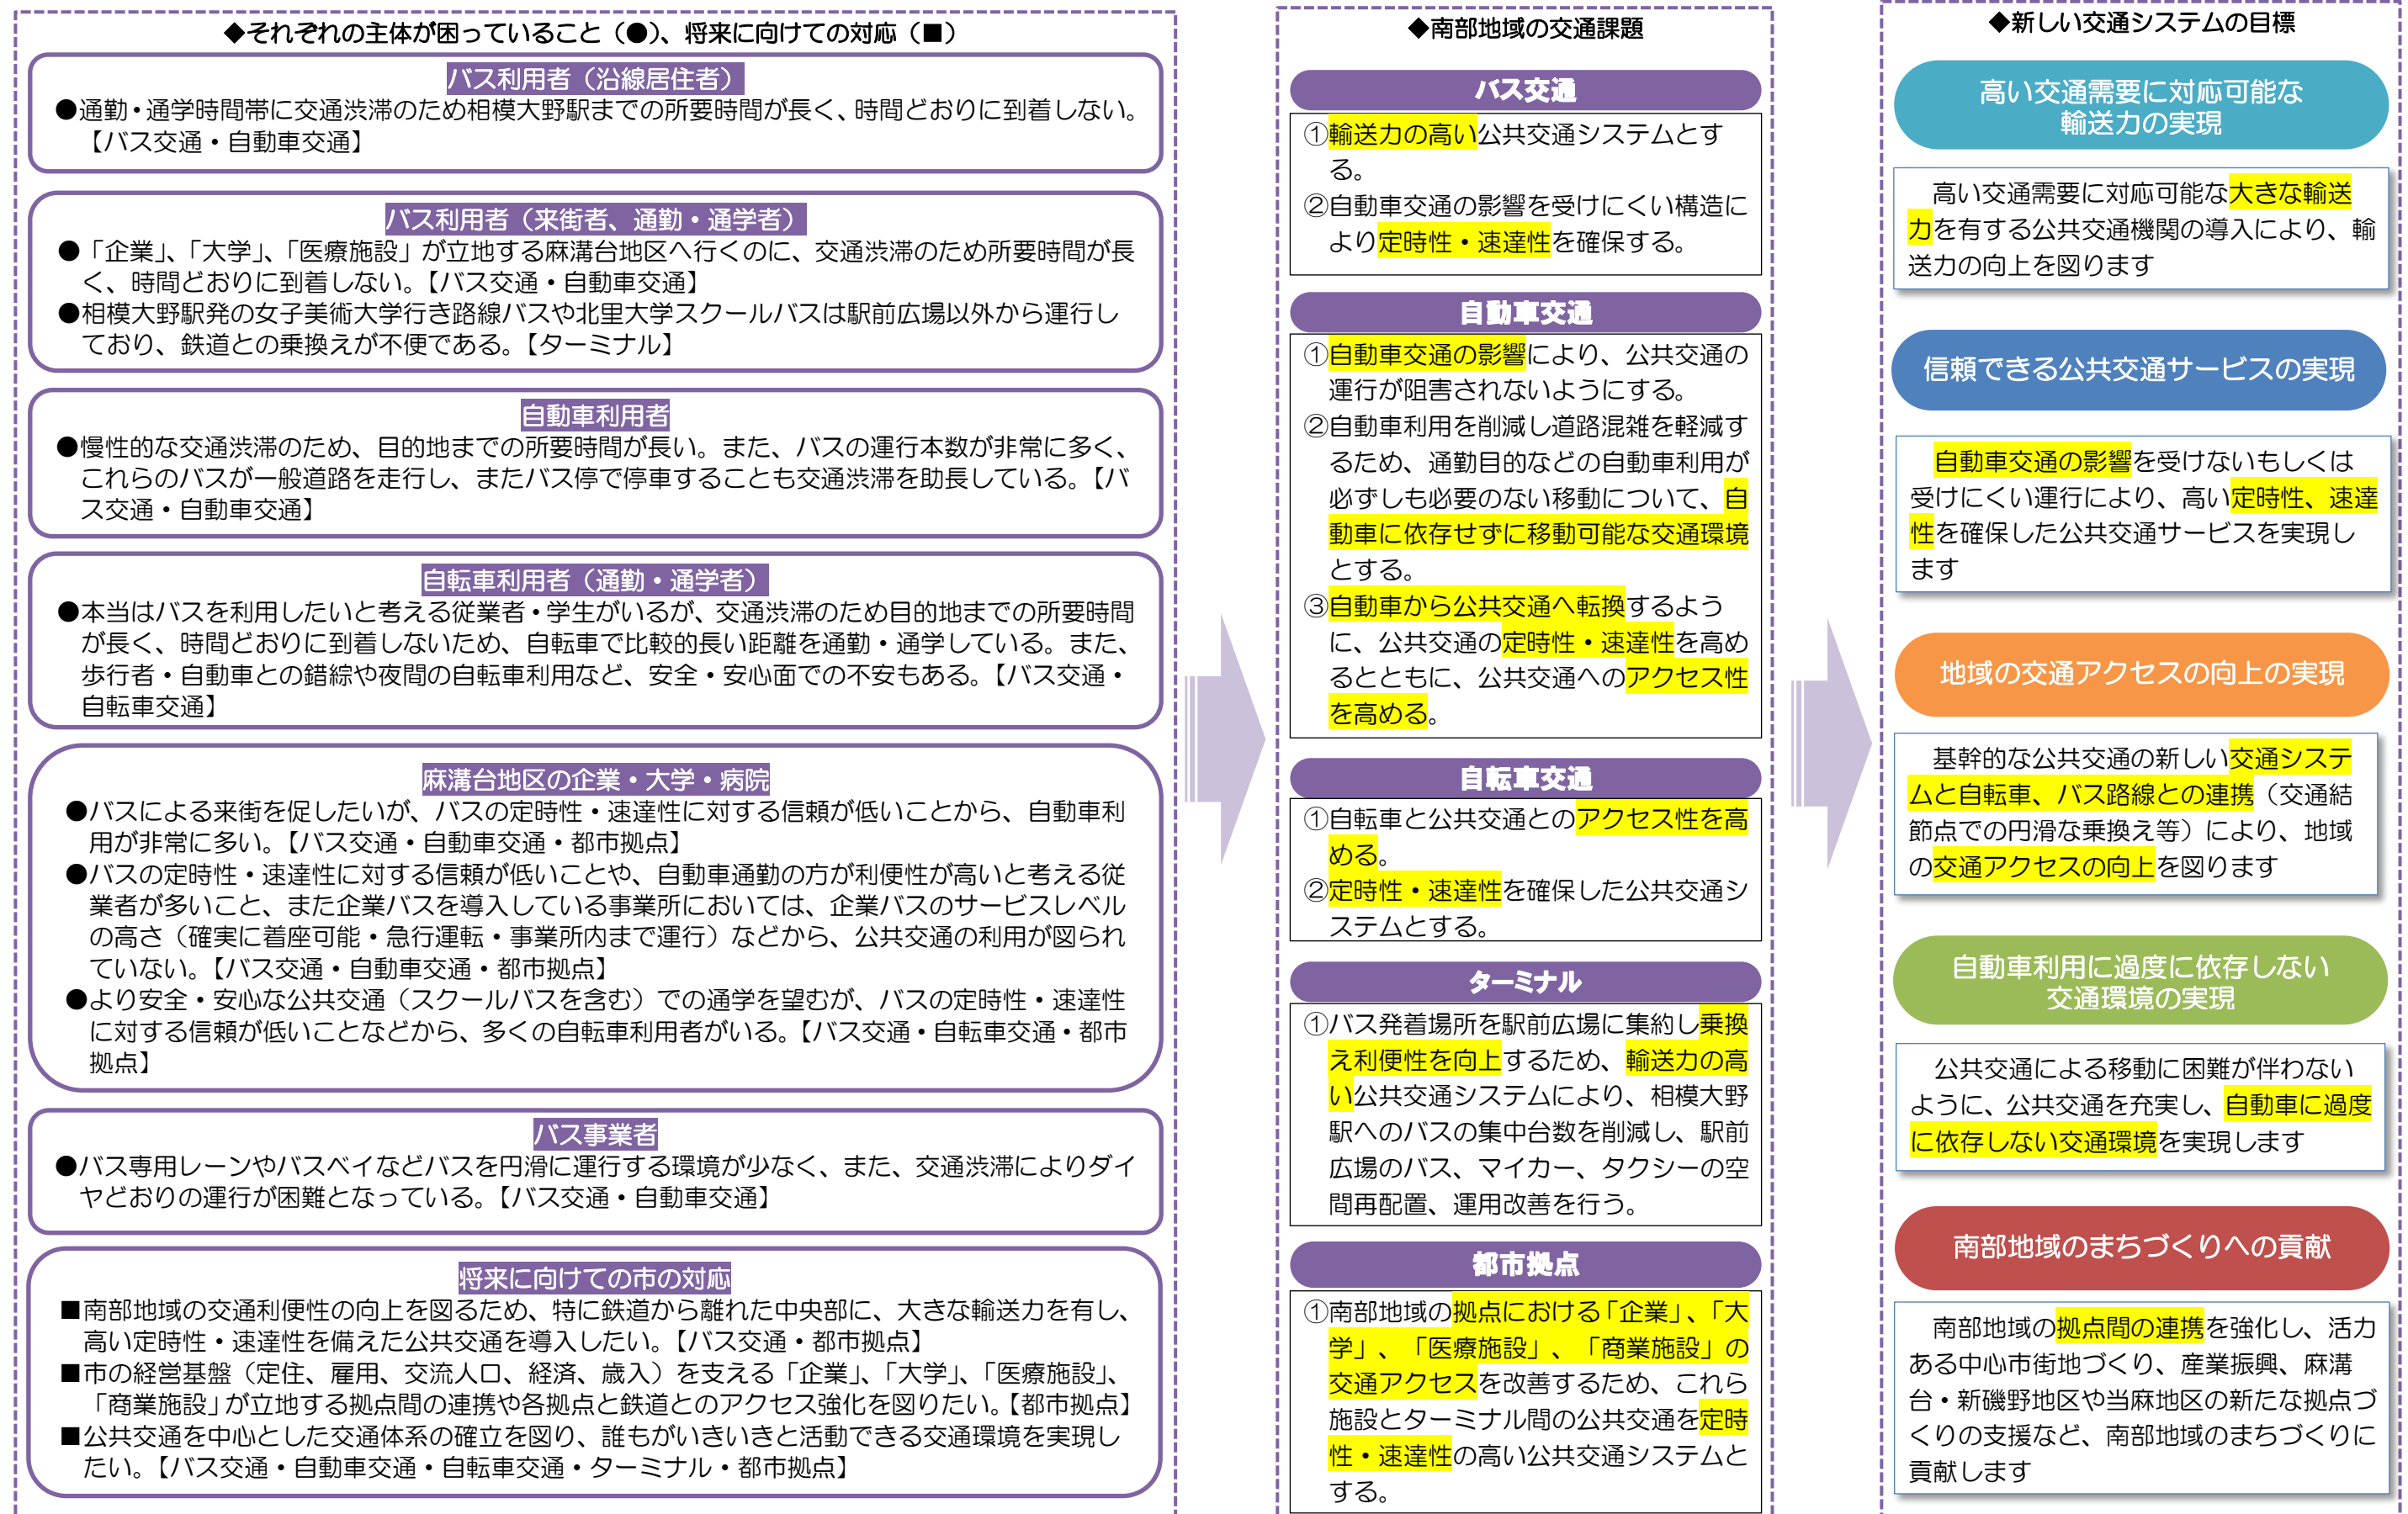 ◆それぞれの主体が困っていること（●）、将来に向けての対応（■）
バス利用者（沿線居住者）
●通勤・通学時間帯に交通渋滞のため相模大野駅までの所要時間が長く、時間どおりに到着しない。
【バス交通・自動車交通】
バス利用者（来街者、通勤・通学者）
●「企業」、「大学」、「医療施設」が立地する麻溝台地区へ行くのに、交通渋滞のため所要時間が長
く、時間どおりに到着しない。【バス交通・自動車交通】
●相模大野駅発の女子美術大学行き路線バスや北里大学スクールバスは駅前広場以外から運行し
ており、鉄道との乗換えが不便である。【ターミナル】
自動車利用者
●慢性的な交通渋滞のため、目的地までの所要時間が長い。また、バスの運行本数が非常に多く、
これらのバスが一般道路を走行し、またバス停で停車することも交通渋滞を助長している。【バ
ス交通・自動車交通】
自転車利用者（通勤・通学者）
●本当はバスを利用したいと考える従業者・学生がいるが、交通渋滞のため目的地までの所要時間
が長く、時間どおりに到着しないため、自転車で比較的長い距離を通勤・通学している。また、
歩行者・自動車との錯綜や夜間の自転車利用など、安全・安心面での不安もある。【バス交通・
自転車交通】
麻溝台地区の企業・大学・病院
●バスによる来街を促したいが、バスの定時性・速達性に対する信頼が低いことから、自動車利
用が非常に多い。【バス交通・自動車交通・都市拠点】
●バスの定時性・速達性に対する信頼が低いことや、自動車通勤の方が利便性が高いと考える従
業者が多いこと、また企業バスを導入している事業所においては、企業バスのサービスレベル
の高さ（確実に着座可能・急行運転・事業所内まで運行）などから、公共交通の利用が図られ
ていない。【バス交通・自動車交通・都市拠点】
●より安全・安心な公共交通（スクールバスを含む）での通学を望むが、バスの定時性・速達性
に対する信頼が低いことなどから、多くの自転車利用者がいる。【バス交通・自転車交通・都市
拠点】
バス事業者
●バス専用レーンやバスベイなどバスを円滑に運行する環境が少なく、また、交通渋滞によりダイ
ヤどおりの運行が困難となっている。【バス交通・自動車交通】
将来に向けての市の対応
■南部地域の交通利便性の向上を図るため、特に鉄道から離れた中央部に、大きな輸送力を有し、
高い定時性・速達性を備えた公共交通を導入したい。【バス交通・都市拠点】
■市の経営基盤（定住、雇用、交流人口、経済、歳入）を支える「企業」、「大学」、「医療施設」、
「商業施設」が立地する拠点間の連携や各拠点と鉄道とのアクセス強化を図りたい。【都市拠点】
■公共交通を中心とした交通体系の確立を図り、誰もがいきいきと活動できる交通環境を実現し
たい。【バス交通・自動車交通・自転車交通・ターミナル・都市拠点】
◆南部地域の交通課題
バス交通
①輸送力の高い公共交通システムとす
る。
②自動車交通の影響を受けにくい構造に
より定時性・速達性を確保する。
自動車交通
①自動車交通の影響により、公共交通の
運行が阻害されないようにする。
②自動車利用を削減し道路混雑を軽減す
るため、通勤目的などの自動車利用が
必ずしも必要のない移動について、自
動車に依存せずに移動可能な交通環境
とする。
③自動車から公共交通へ転換するよう
に、公共交通の定時性・速達性を高め
るとともに、公共交通へのアクセス性
を高める。
自転車交通
①自転車と公共交通とのアクセス性を高
める。
②定時性・速達性を確保した公共交通シ
ステムとする。
ターミナル
①バス発着場所を駅前広場に集約し乗換
え利便性を向上するため、輸送力の高
い公共交通システムにより、相模大野
駅へのバスの集中台数を削減し、駅前
広場のバス、マイカー、タクシーの空
間再配置、運用改善を行う。
都市拠点
①南部地域の拠点における「企業」、「大
学」、「医療施設」、「商業施設」の
交通アクセスを改善するため、これら
施設とターミナル間の公共交通を定時
性・速達性の高い公共交通システムと
する。
◆新しい交通システムの目標
高い交通需要に対応可能な
輸送力の実現
高い交通需要に対応可能な大きな輸送
力を有する公共交通機関の導入により、輸
送力の向上を図ります
信頼できる公共交通サービスの実現
自動車交通の影響を受けないもしくは
受けにくい運行により、高い定時性、速達
性を確保した公共交通サービスを実現し
ます
地域の交通アクセスの向上の実現
基幹的な公共交通の新しい交通システ
ムと自転車、バス路線との連携（交通結
節点での円滑な乗換え等）により、地域
の交通アクセスの向上を図ります
自動車利用に過度に依存しない
交通環境の実現
公共交通による移動に困難が伴わない
ように、公共交通を充実し、自動車に過度
に依存しない交通環境を実現します
南部地域のまちづくりへの貢献
南部地域の拠点間の連携を強化し、活力
ある中心市街地づくり、産業振興、麻溝
台・新磯野地区や当麻地区の新たな拠点づ
くりの支援など、南部地域のまちづくりに
貢献します